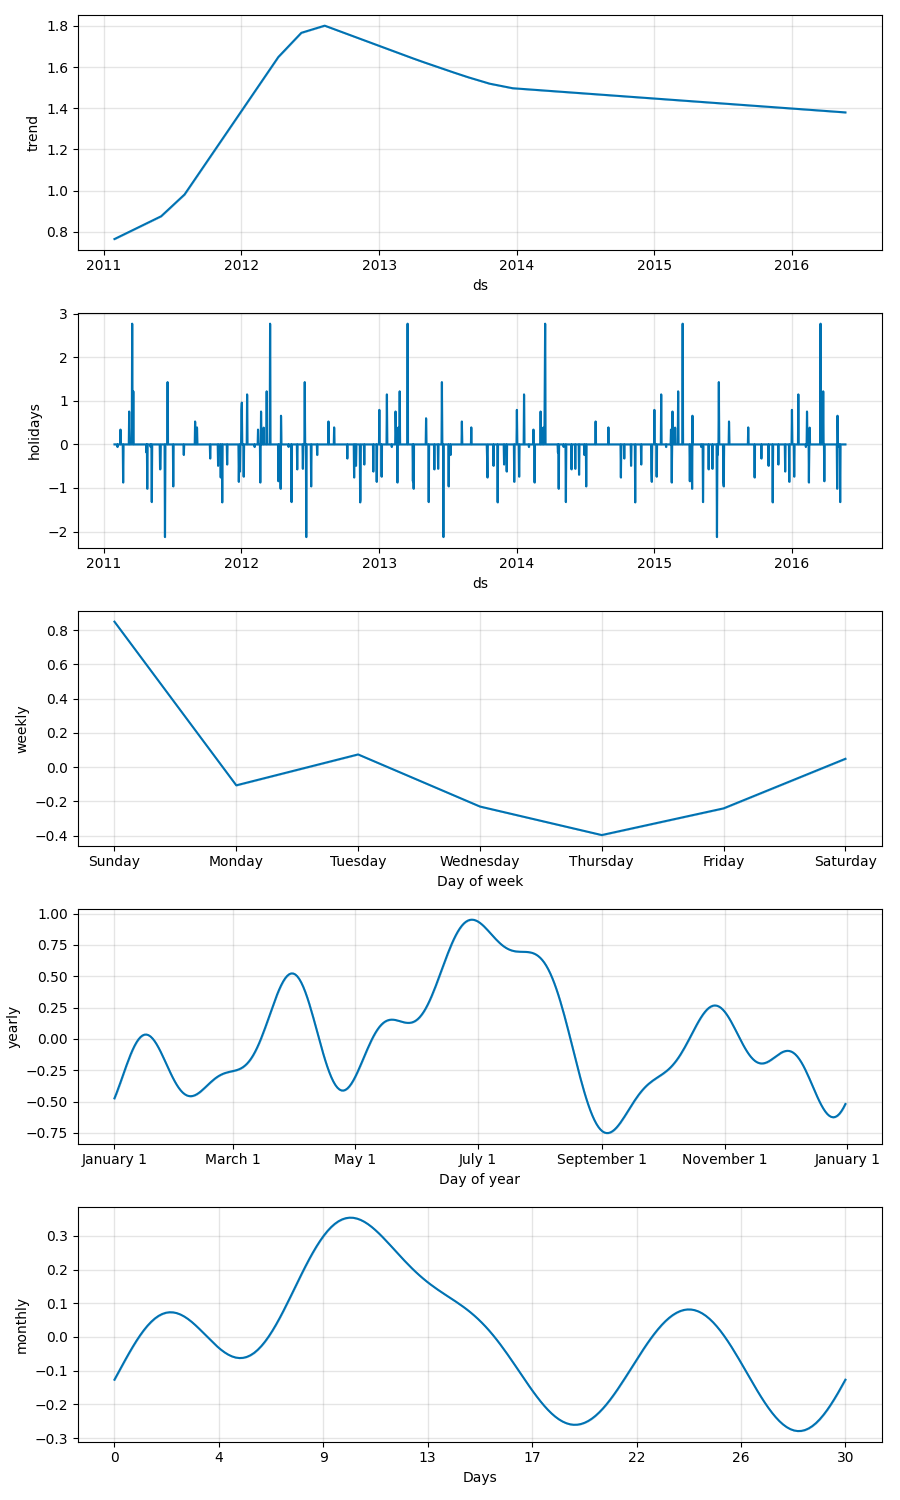 trend
1.8
1.6
1.4
1.2
1.0
0.8
2011 2012 2013 2014 2015 2016
ds
holidays
3
2
1
0
−1
−2
2011 2012 2013 2014 2015 2016
ds
weekly
0.8
0.6
0.4
0.2
0.0
−0.2
−0.4
Sunday Monday Tuesday Wednesday Thursday Friday Saturday
Day of week
yearly
1.00
0.75
0.50
0.25
0.00
−0.25
−0.50
−0.75
January 1 March 1 May 1 July 1 September 1 November 1 January 1
Day of year
monthly
0.3
0.2
0.1
0.0
−0.1
−0.2
−0.3
0 4 9 13 17 22 26 30
Days